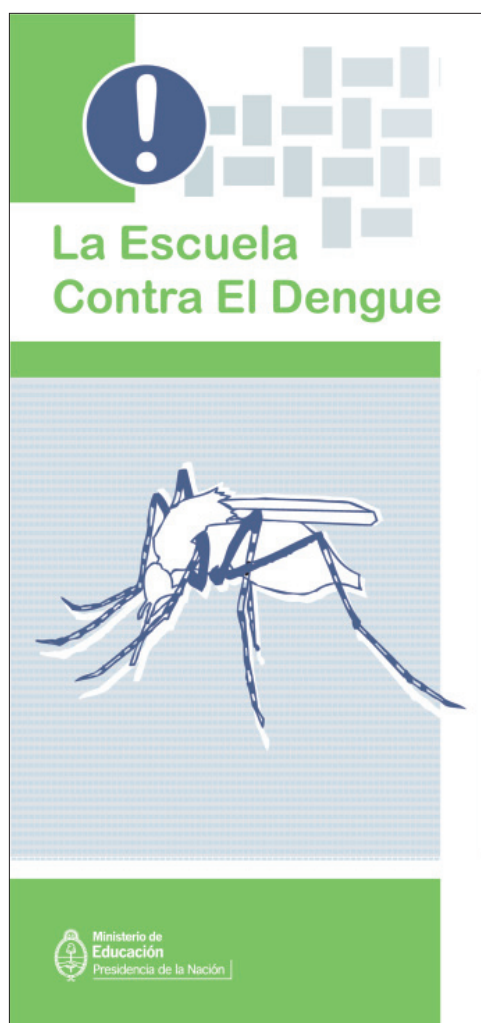 La Escuela
Contra El Dengue
Ministerio de
Educación
Presidencia de la Nación